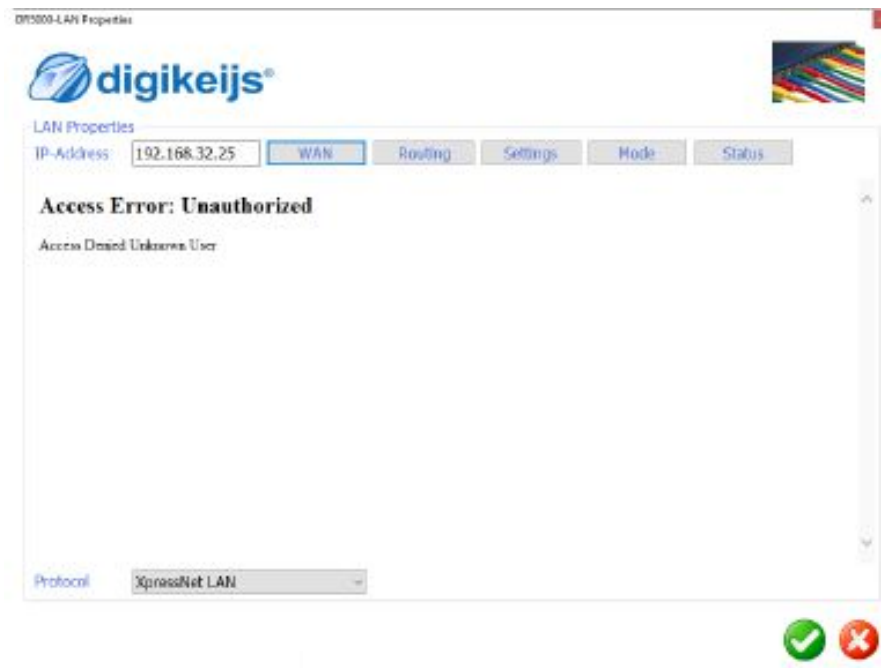 DR5000-LAN Properties
digikeijs®
LAN Properties
IP-Address 192.168.32.25 WAN Routing Settings Mode Status
Access Error: Unauthorized
Access Denied Unknown User
Protocol XpressNet LAN